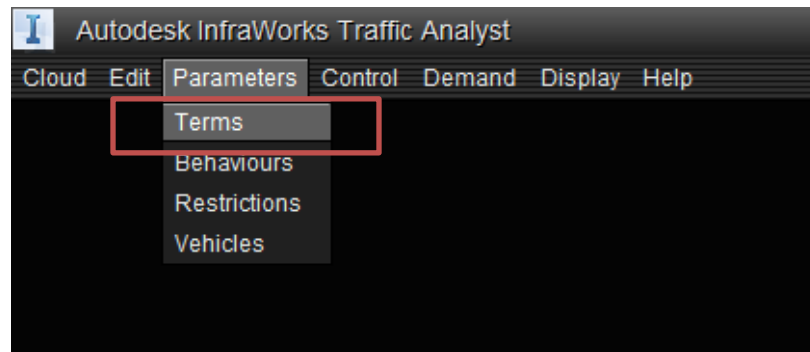 I Autodesk InfraWorks Traffic Analyst
Cloud Edit Parameters Control Demand Display Help
Terms
Behaviours
Restrictions
Vehicles